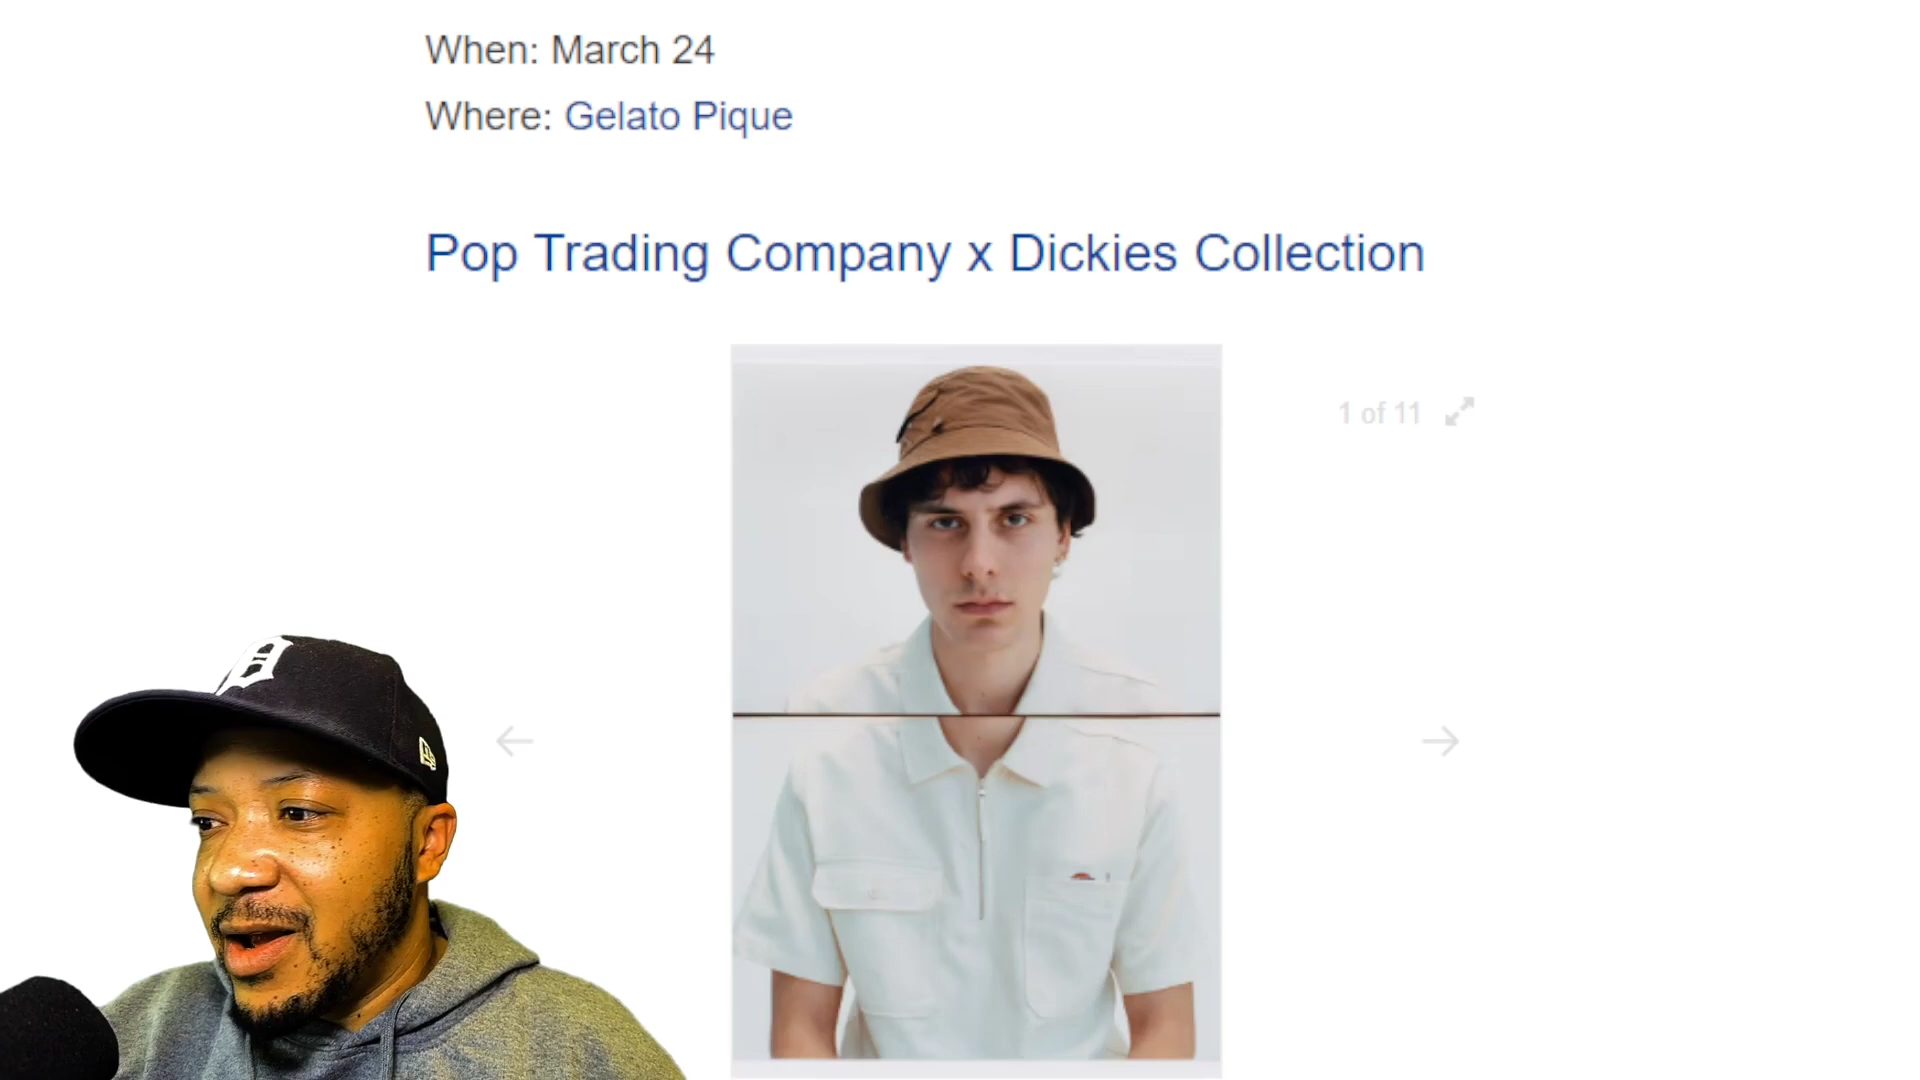 When: March 24
Where: Gelato Pique
Pop Trading Company x Dickies Collection
1 of 11